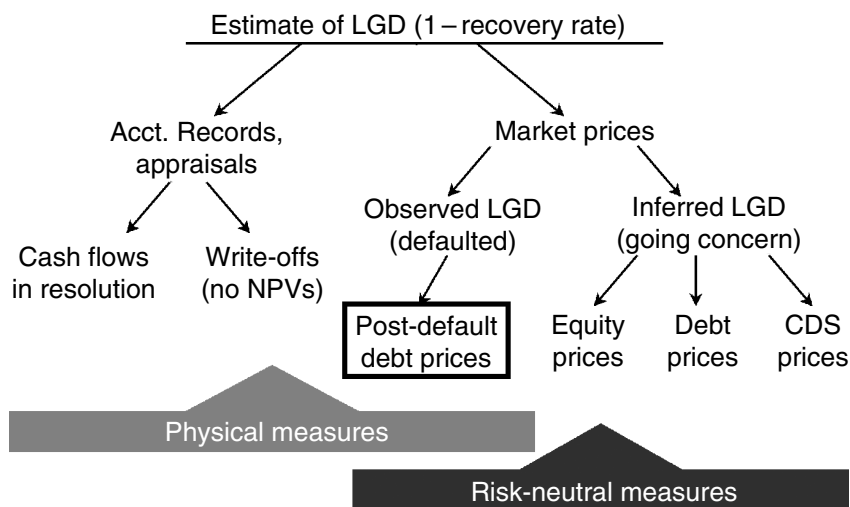 Estimate of LGD (1 – recovery rate)
Acct. Records,
appraisals
Market prices
Cash flows
in resolution
Write-offs
(no NPVs)
Observed LGD
(defaulted)
Inferred LGD
(going concern)
Post-default
debt prices
Equity
prices
Debt
prices
CDS
prices
Physical measures
Risk-neutral measures